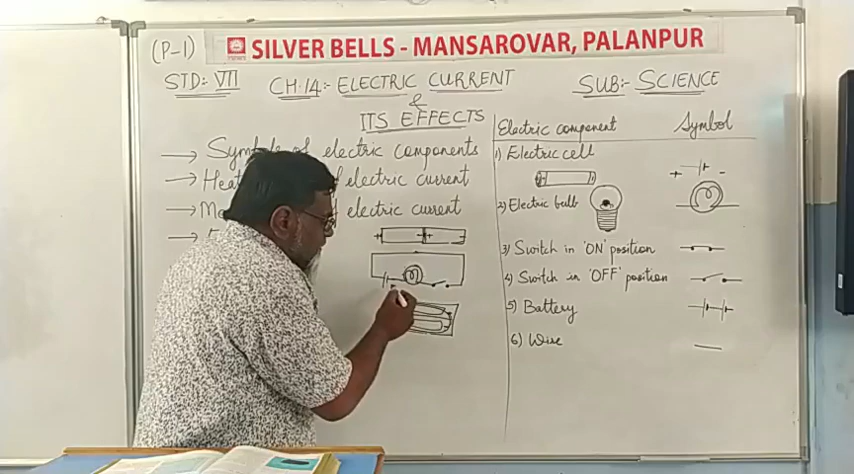 (P-1)
SILVER BELLS - MANSAROVAR, PALANPUR
STD:- VII CH.14:- ELECTRIC CURRENT SUB:- SCIENCE
&
ITS EFFECTS
→ of electric components
→ of electric current
→ electric current
→
Electric component Symbol
1) Electric cell
+ -
2) Electric bulb
3) Switch in 'ON' position
4) Switch in 'OFF' position
5) Battery
6) Wire